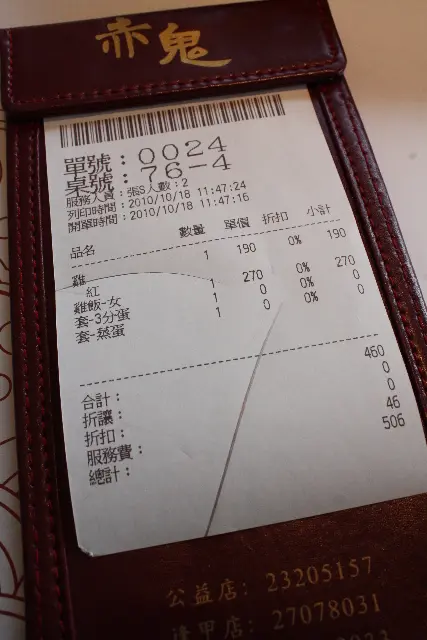 赤鬼
單號：0024
桌號：76-4
服務人員：張S人數：2
列印時間：2010/10/18 11:47:24
開單時間：2010/10/18 11:47:16
品名 數量 單價 折扣 小計
雞 1 190 0% 190
紅
雞飯-女 1 270 0% 270
套-3分蛋 1 0 0% 0
套-蒸蛋 1 0 0% 0
合計： 460
折讓： 0
折扣： 0
服務費： 46
總計： 506
公益店：23205157
逢甲店：27078031